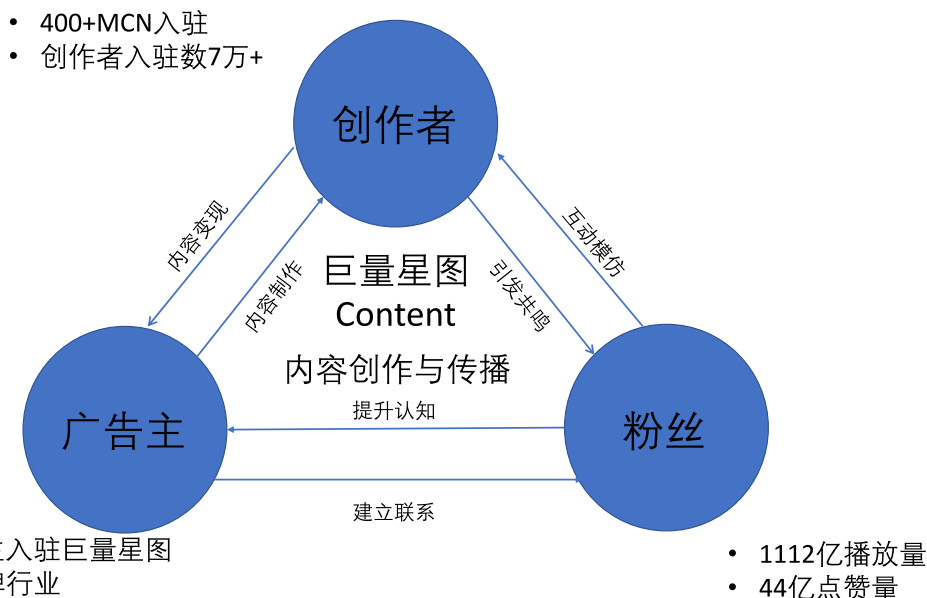 • 400+MCN入驻
• 创作者入驻数7万+
创作者
内容变现
内容制作
引发共鸣
互动模仿
巨量星图
Content
内容创作与传播
提升认知
广告主
粉丝
建立联系
入驻巨量星图
行业
• 1112亿播放量
• 44亿点赞量